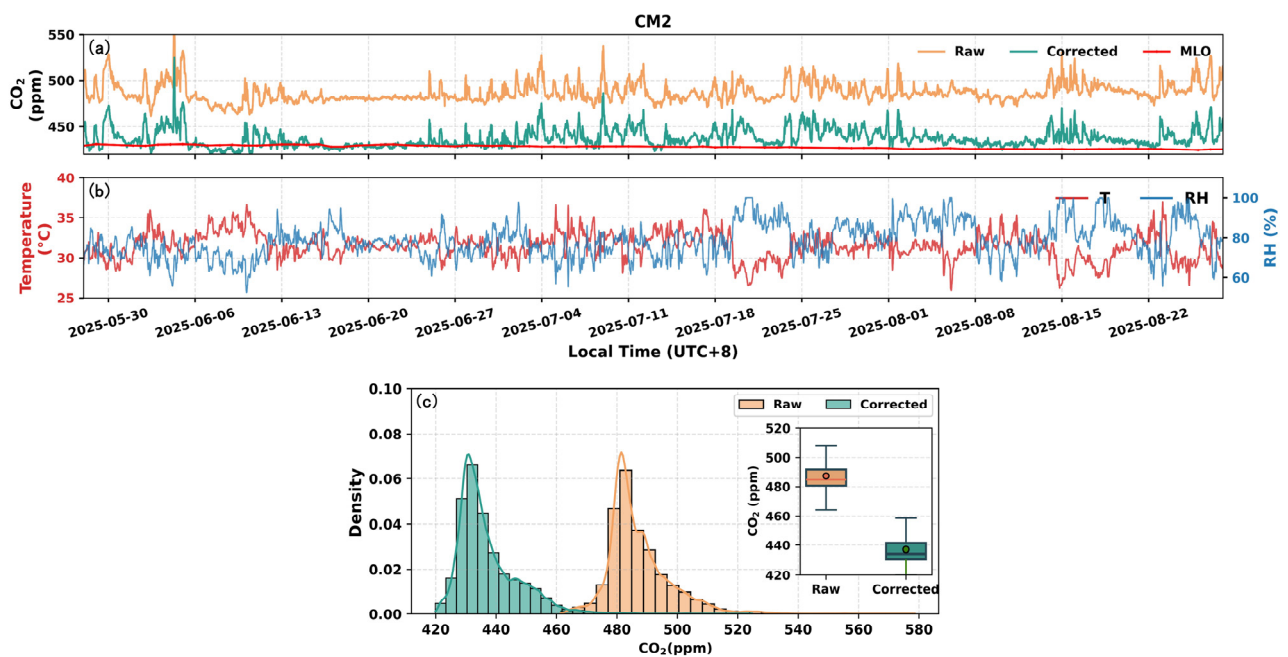 CM2
(a)
Raw
Corrected
MLO
550
500
450
CO₂
(ppm)
(b)
T
RH
40
35
30
25
Temperature
(°C)
100
80
60
RH (%)
2025-05-30
2025-06-06
2025-06-13
2025-06-20
2025-06-27
2025-07-04
2025-07-11
2025-07-18
2025-07-25
2025-08-01
2025-08-08
2025-08-15
2025-08-22
Local Time (UTC+8)
(c)
Raw
Corrected
0.10
0.08
0.06
0.04
0.02
0.00
Density
420
440
460
480
500
520
540
560
580
CO₂(ppm)
520
500
480
460
440
420
CO₂ (ppm)
Raw
Corrected